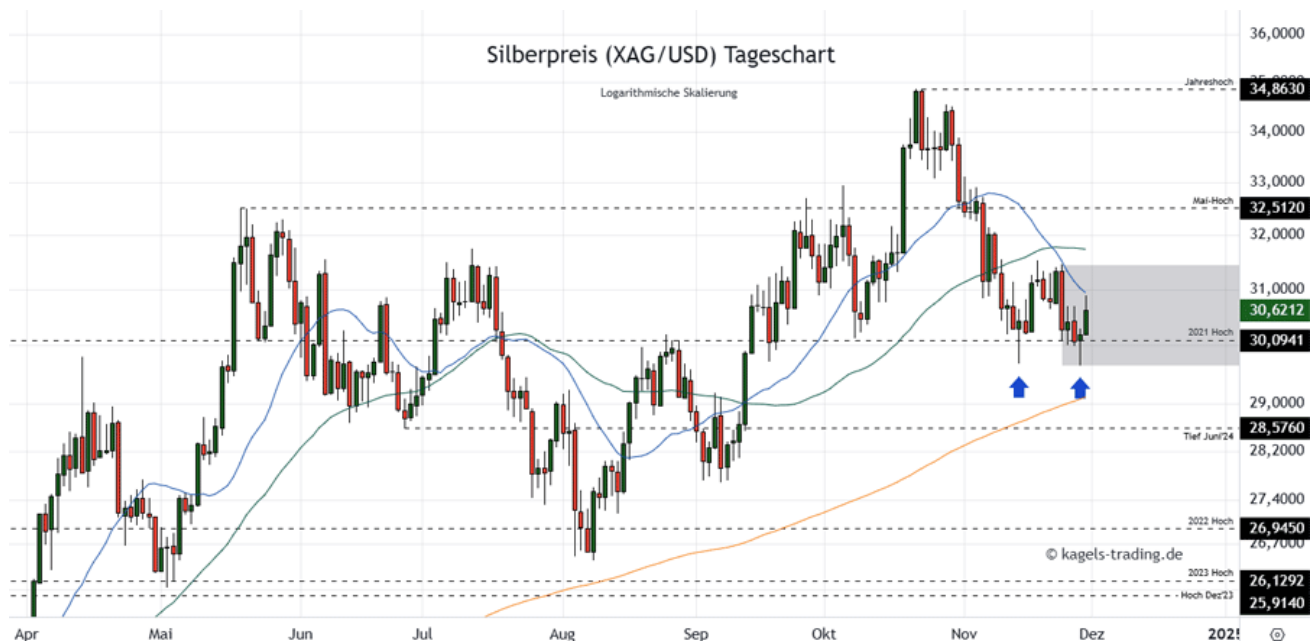 Silberpreis (XAG/USD) Tageschart
Logarithmische Skalierung
36,0000
Jahreshoch
34,8630
34,0000
33,0000
Mai-Hoch
32,5120
32,0000
31,0000
30,6212
2021 Hoch
30,0941
29,0000
28,5760
Tief Juni'24
28,2000
27,4000
2022 Hoch
26,9450
26,7000
© kagels-trading.de
2023 Hoch
26,1292
Hoch Dez'23
25,9140
Apr Mai Jun Jul Aug Sep Okt Nov Dez